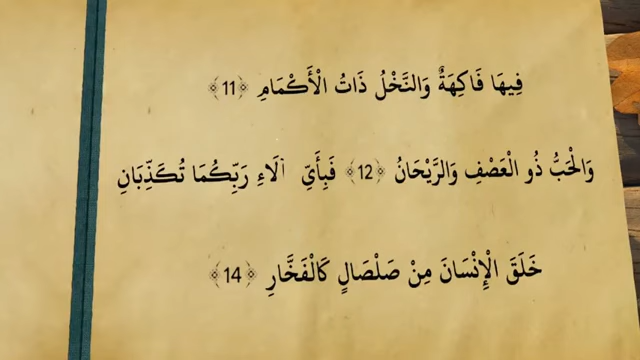 فِيهَا فَاكِهَةٌ وَالنَّخْلُ ذَاتُ الْأَكْمَامِ ﴿11﴾
وَالْحَبُّ ذُو الْعَصْفِ وَالرَّيْحَانُ ﴿12﴾ فَبِأَيِّ آلَاءِ رَبِّكُمَا تُكَذِّبَانِ
خَلَقَ الْإِنْسَانَ مِنْ صَلْصَالٍ كَالْفَخَّارِ ﴿14﴾